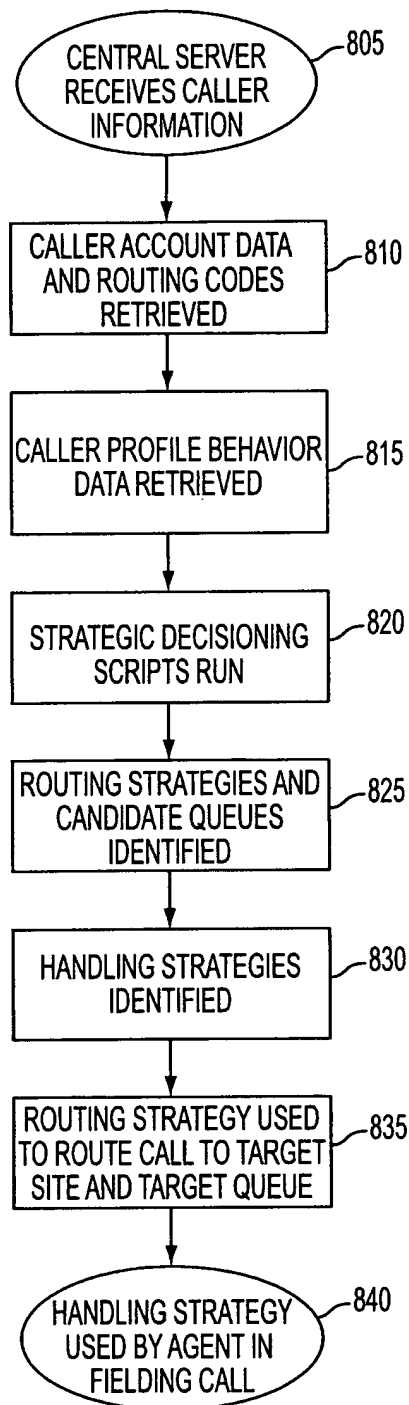 CENTRAL SERVER
RECEIVES CALLER
INFORMATION
805
CALLER ACCOUNT DATA
AND ROUTING CODES
RETRIEVED
810
CALLER PROFILE BEHAVIOR
DATA RETRIEVED
815
STRATEGIC DECISIONING
SCRIPTS RUN
820
ROUTING STRATEGIES AND
CANDIDATE QUEUES
IDENTIFIED
825
HANDLING STRATEGIES
IDENTIFIED
830
ROUTING STRATEGY USED
TO ROUTE CALL TO TARGET
SITE AND TARGET QUEUE
835
HANDLING STRATEGY
USED BY AGENT IN
FIELDING CALL
840